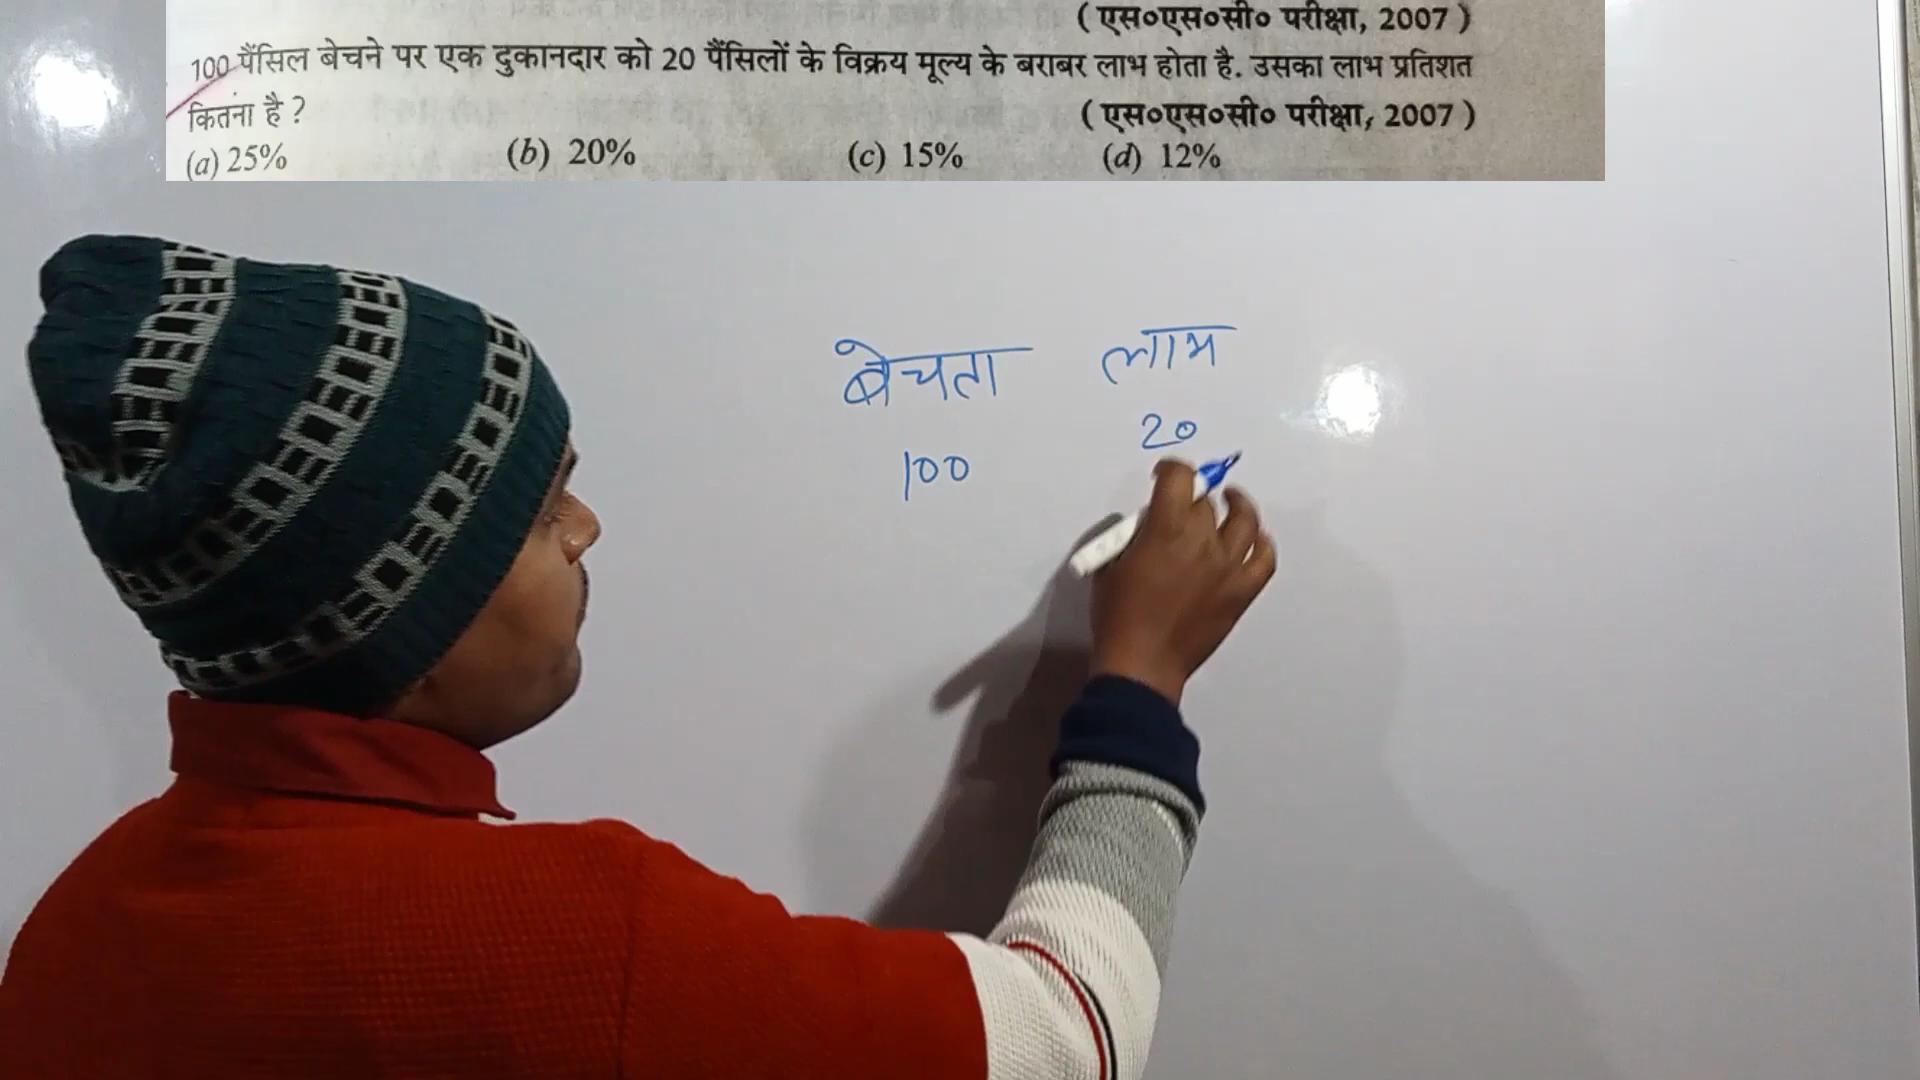 ( एस०एस०सी० परीक्षा, 2007 )
100 पैंसिल बेचने पर एक दुकानदार को 20 पैंसिलों के विक्रय मूल्य के बराबर लाभ होता है. उसका लाभ प्रतिशत
कितना है ?
( एस०एस०सी० परीक्षा, 2007 )
(a) 25% (b) 20% (c) 15% (d) 12%
बेचता लाभ
100 20